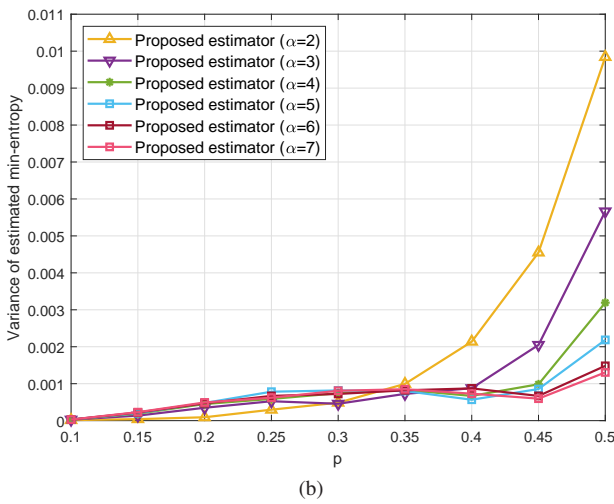 0.011
0.01
0.009
0.008
0.007
0.006
0.005
0.004
0.003
0.002
0.001
0
Variance of estimated min-entropy
Proposed estimator (α=2)
Proposed estimator (α=3)
Proposed estimator (α=4)
Proposed estimator (α=5)
Proposed estimator (α=6)
Proposed estimator (α=7)
0.1 0.15 0.2 0.25 0.3 0.35 0.4 0.45 0.5
p
(b)